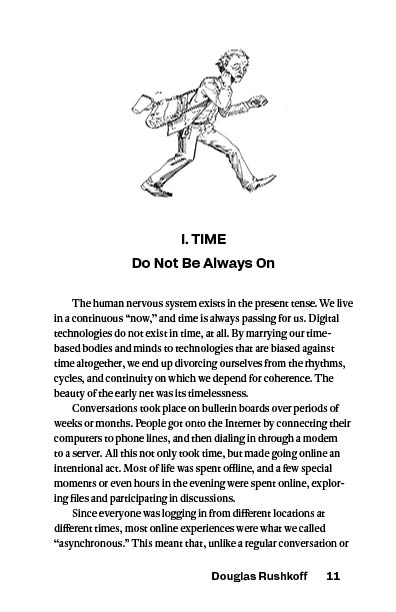 I. TIME
Do Not Be Always On
The human nervous system exists in the present tense. We live
in a continuous “now,” and time is always passing for us. Digital
technologies do not exist in time, at all. By marrying our time-
based bodies and minds to technologies that are biased against
time altogether, we end up divorcing ourselves from the rhythms,
cycles, and continuity on which we depend for coherence. The
beauty of the early net was its timelessness.
Conversations took place on bulletin boards over periods of
weeks or months. People got onto the Internet by connecting their
computers to phone lines, and then dialing in through a modem
to a server. All this not only took time, but made going online an
intentional act. Most of life was spent offline, and a few special
moments or even hours in the evening were spent online, explor-
ing files and participating in discussions.
Since everyone was logging in from different locations at
different times, most online experiences were what we called
“asynchronous.” This meant that, unlike a regular conversation or
Douglas Rushkoff 11